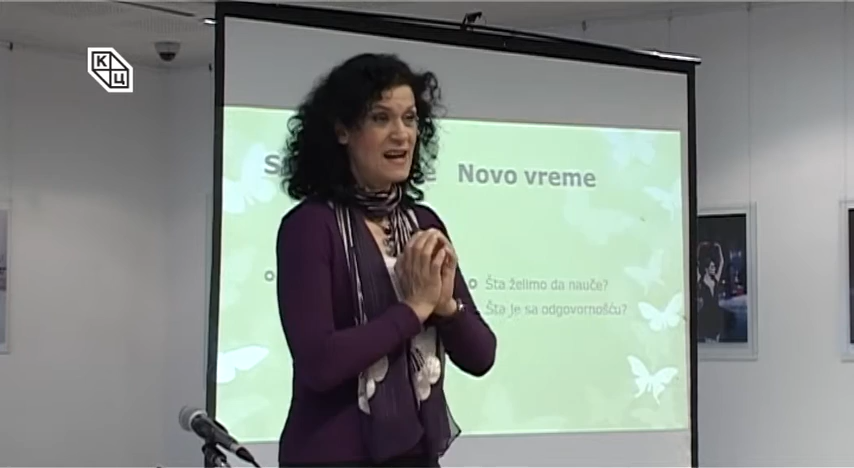 КЦ
S
e Novo vreme
Šta želimo da nauče?
Šta je sa odgovornošću?